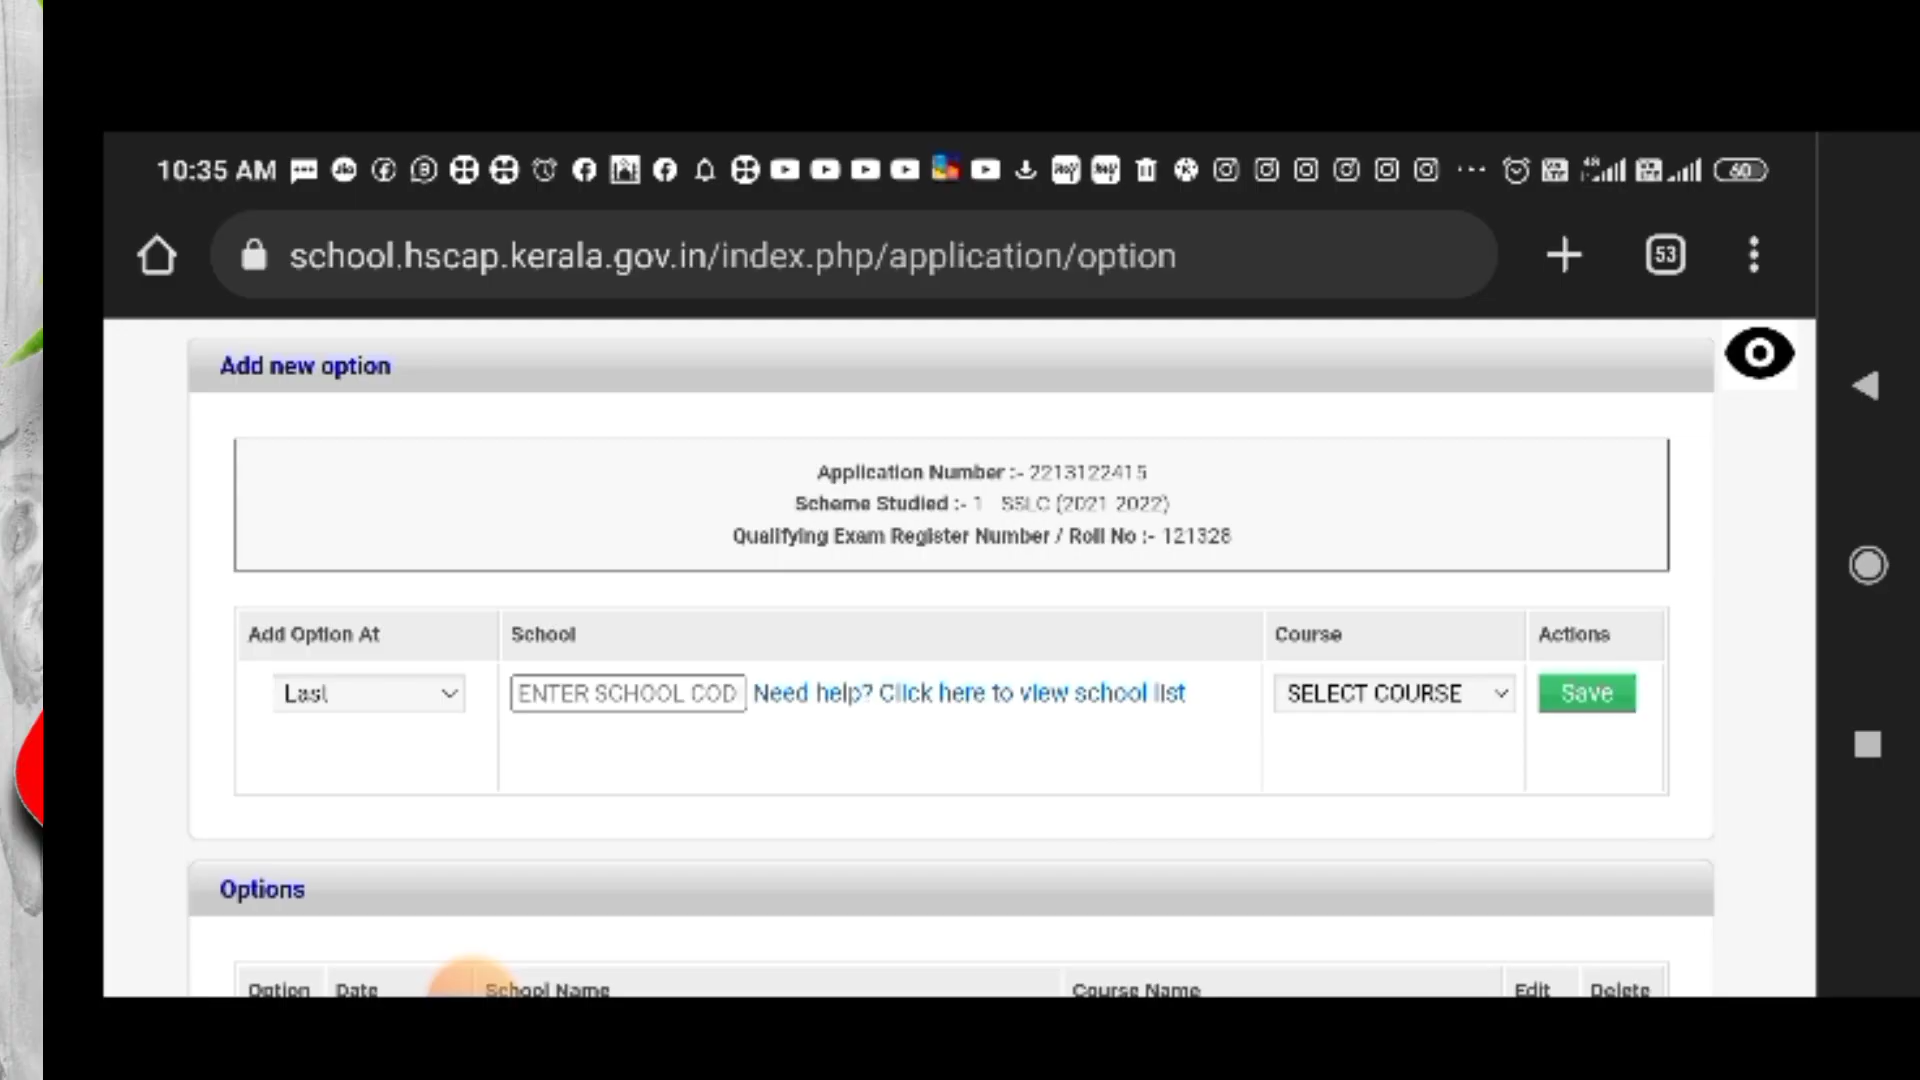 10:35 AM
60
school.hscap.kerala.gov.in/index.php/application/option
53
Add new option
Application Number :- 2213122415
Scheme Studied :- 1 SSLC (2021 2022)
Qualifying Exam Register Number / Roll No :- 121328
Add Option At School Course Actions
Last ENTER SCHOOL COD Need help? Click here to view school list SELECT COURSE Save
Options
Option Date School Name Course Name Edit Delete